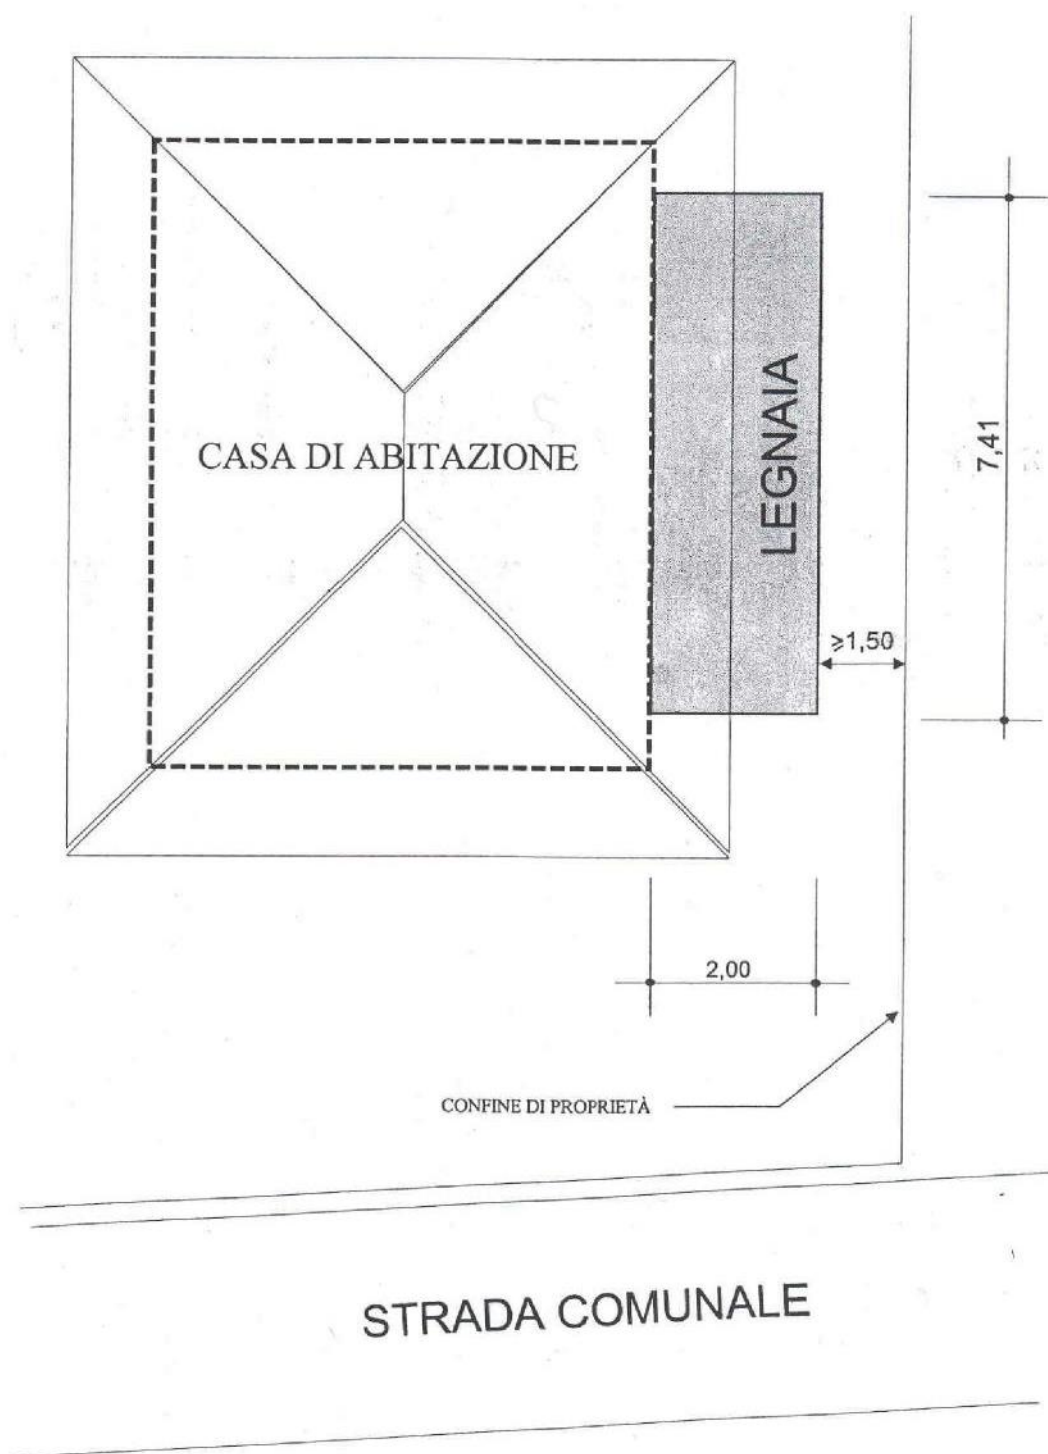 CASA DI ABITAZIONE
LEGNAIA
7,41
≥1,50
2,00
CONFINE DI PROPRIETÀ
STRADA COMUNALE